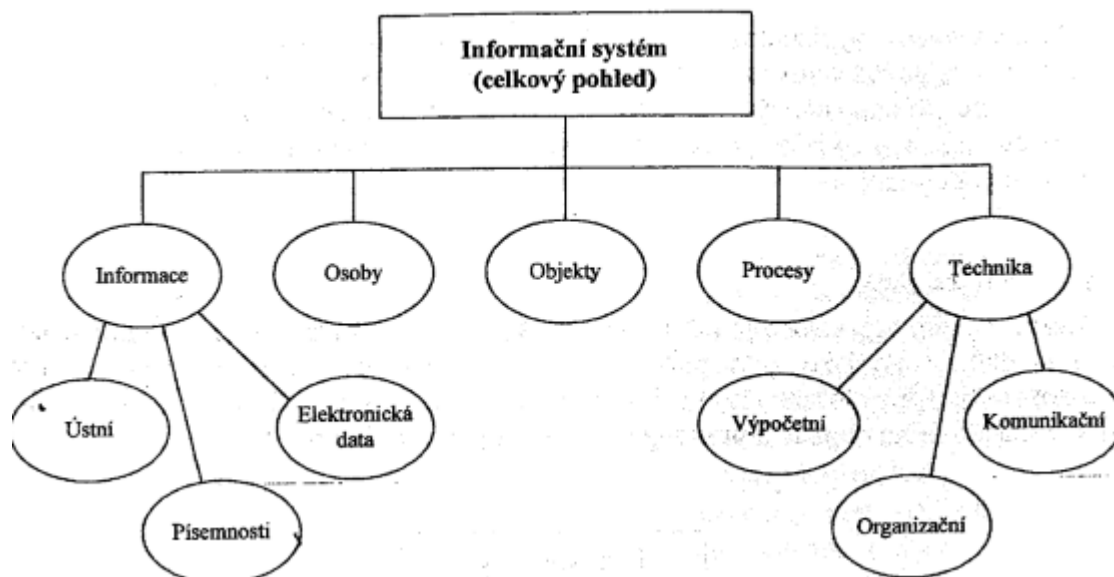 Informační systém
(celkový pohled)
Informace
Osoby
Objekty
Procesy
Technika
Ústní
Elektronická
data
Výpočetní
Komunikační
Písemnosti
Organizační